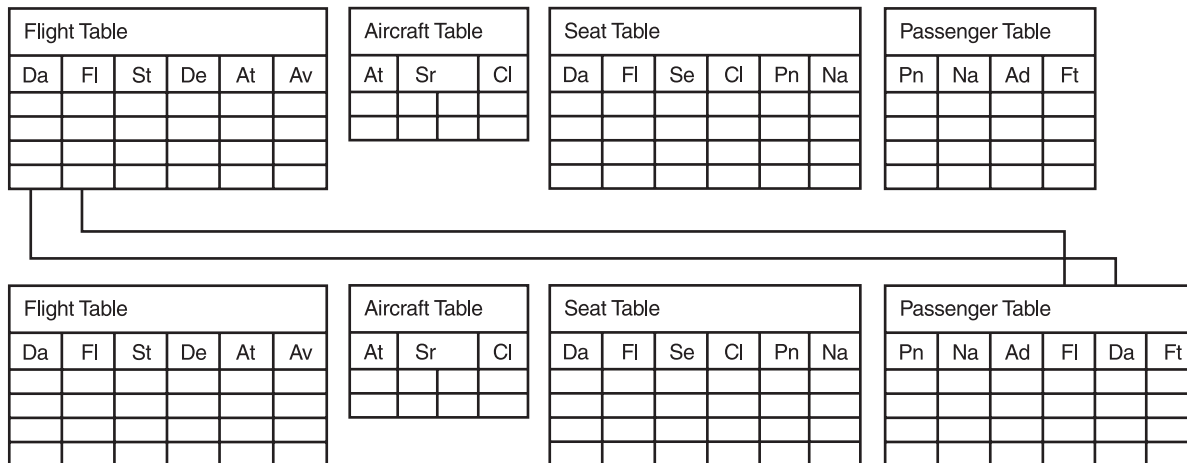 Flight Table
Da Fl St De At Av
Aircraft Table
At Sr Cl
Seat Table
Da Fl Se Cl Pn Na
Passenger Table
Pn Na Ad Ft
Flight Table
Da Fl St De At Av
Aircraft Table
At Sr Cl
Seat Table
Da Fl Se Cl Pn Na
Passenger Table
Pn Na Ad Fl Da Ft